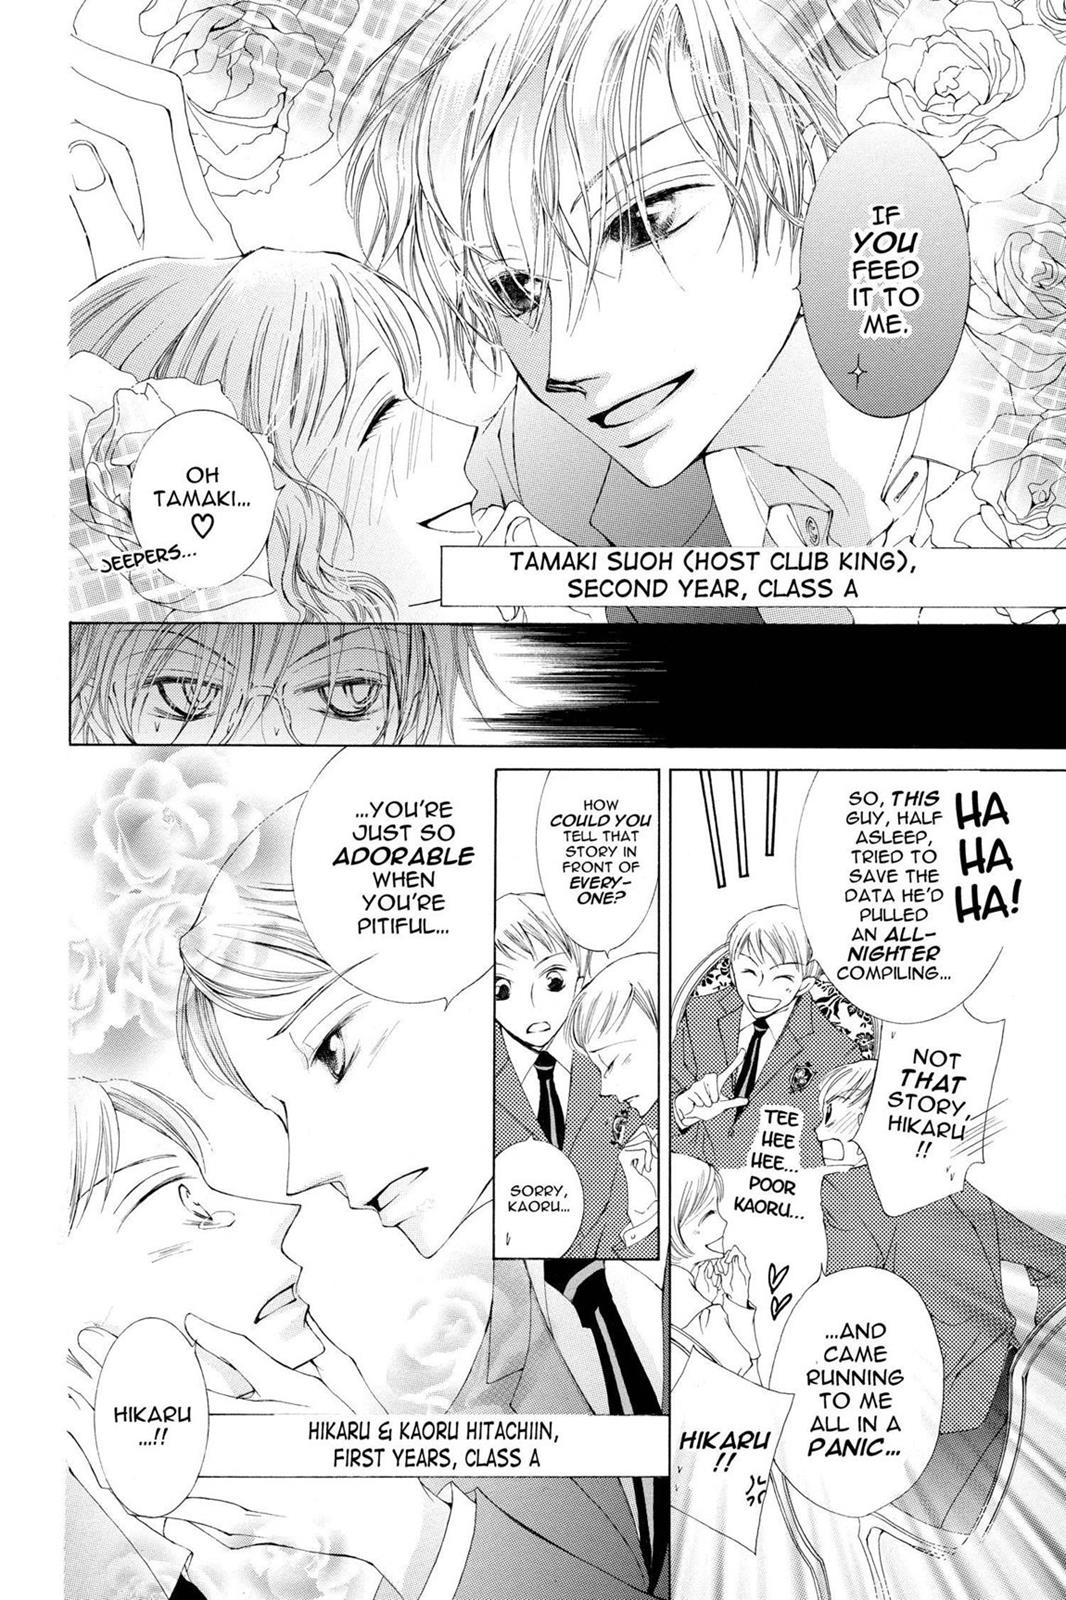 IF
YOU
FEED
IT TO
ME.
OH
TAMAKI...
♡
JEEPERS...
TAMAKI SUOH (HOST CLUB KING),
SECOND YEAR, CLASS A
HA
HA
HA!
SO, THIS
GUY, HALF
ASLEEP,
TRIED TO
SAVE THE
DATA HE'D
PULLED
AN ALL-
NIGHTER
COMPILING...
NOT
THAT
STORY,
HIKARU
!!
TEE
HEE
HEE...
POOR
KAORU...
...AND
CAME
RUNNING
TO ME
ALL IN A
PANIC...
HIKARU
!!
HOW
COULD YOU
TELL THAT
STORY IN
FRONT OF
EVERY-
ONE?
SORRY,
KAORU...
...YOU'RE
JUST SO
ADORABLE
WHEN
YOU'RE
PITIFUL...
HIKARU
...!!
HIKARU & KAORU HITACHIIN,
FIRST YEARS, CLASS A